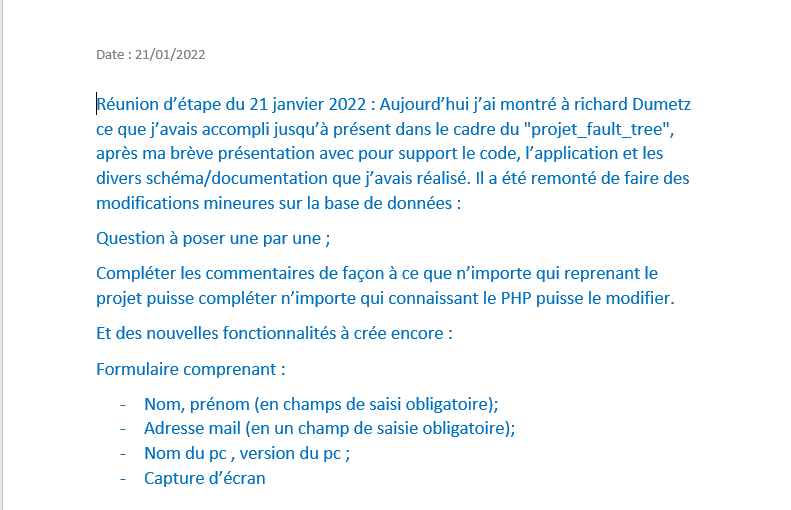 Date : 21/01/2022
Réunion d’étape du 21 janvier 2022 : Aujourd’hui j’ai montré à richard Dumetz
ce que j’avais accompli jusqu’à présent dans le cadre du "projet_fault_tree",
après ma brève présentation avec pour support le code, l’application et les
divers schéma/documentation que j’avais réalisé. Il a été remonté de faire des
modifications mineures sur la base de données :
Question à poser une par une ;
Compléter les commentaires de façon à ce que n’importe qui reprenant le
projet puisse compléter n’importe qui connaissant le PHP puisse le modifier.
Et des nouvelles fonctionnalités à crée encore :
Formulaire comprenant :
- Nom, prénom (en champs de saisi obligatoire);
- Adresse mail (en un champ de saisie obligatoire);
- Nom du pc , version du pc ;
- Capture d’écran